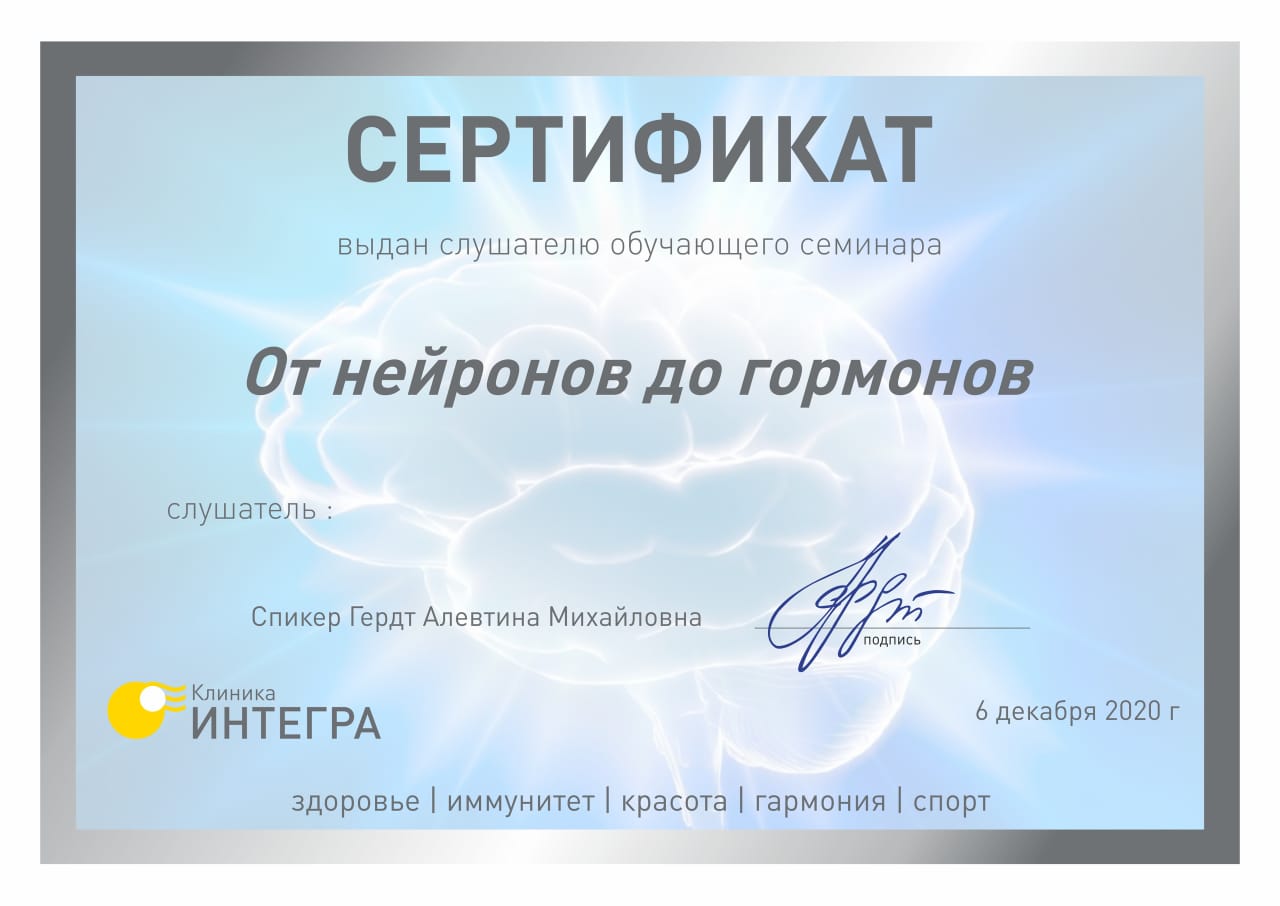 СЕРТИФИКАТ
выдан слушателю обучающего семинара
От нейронов до гормонов
слушатель :
Спикер Гердт Алевтина Михайловна
подпись
Клиника
ИНТЕГРА
6 декабря 2020 г
здоровье | иммунитет | красота | гармония | спорт